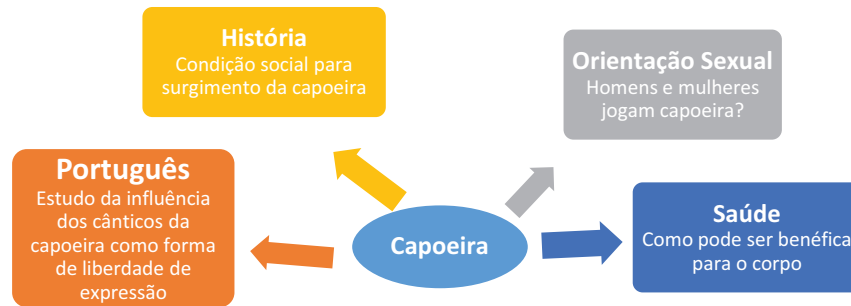 História
Condição social para
surgimento da capoeira
Orientação Sexual
Homens e mulheres
jogam capoeira?
Português
Estudo da influência
dos cânticos da
capoeira como forma
de liberdade de
expressão
Capoeira
Saúde
Como pode ser benéfica
para o corpo